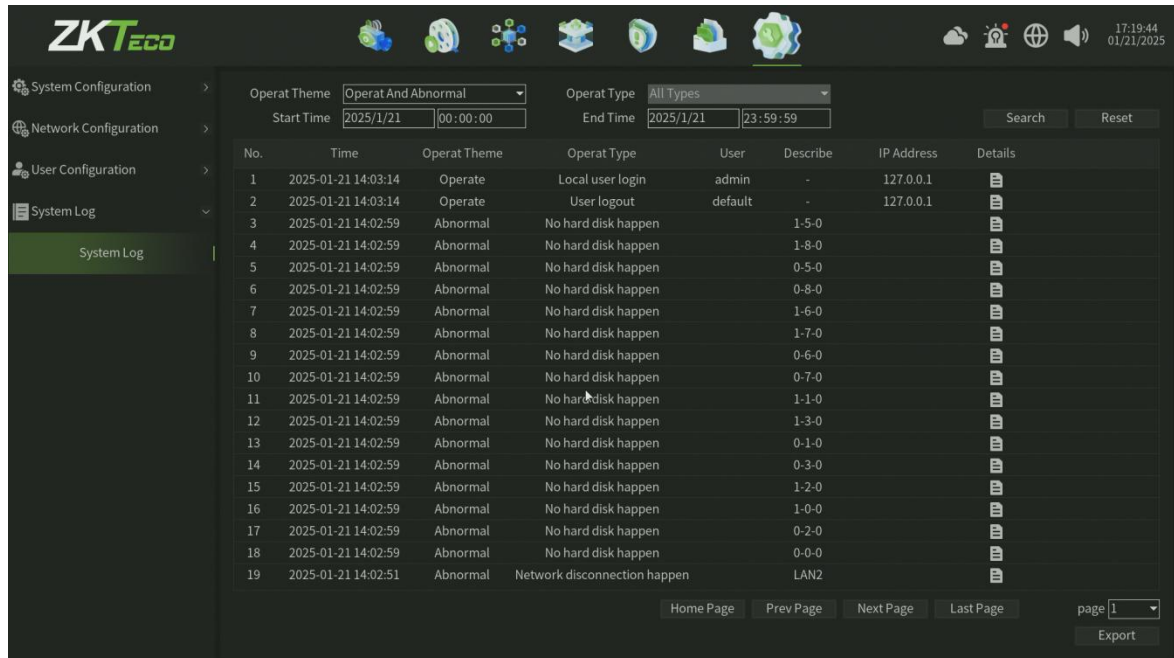 ZKTECO
17:19:44
01/21/2025
System Configuration
Network Configuration
User Configuration
System Log
System Log
Operat Theme Operat And Abnormal Operat Type All Types
Start Time 2025/1/21 00:00:00 End Time 2025/1/21 23:59:59 Search Reset
No. Time Operat Theme Operat Type User Describe IP Address Details
1 2025-01-21 14:03:14 Operate Local user login admin - 127.0.0.1
2 2025-01-21 14:03:14 Operate User logout default - 127.0.0.1
3 2025-01-21 14:02:59 Abnormal No hard disk happen 1-5-0
4 2025-01-21 14:02:59 Abnormal No hard disk happen 1-8-0
5 2025-01-21 14:02:59 Abnormal No hard disk happen 0-5-0
6 2025-01-21 14:02:59 Abnormal No hard disk happen 0-8-0
7 2025-01-21 14:02:59 Abnormal No hard disk happen 1-6-0
8 2025-01-21 14:02:59 Abnormal No hard disk happen 1-7-0
9 2025-01-21 14:02:59 Abnormal No hard disk happen 0-6-0
10 2025-01-21 14:02:59 Abnormal No hard disk happen 0-7-0
11 2025-01-21 14:02:59 Abnormal No hard disk happen 1-1-0
12 2025-01-21 14:02:59 Abnormal No hard disk happen 1-3-0
13 2025-01-21 14:02:59 Abnormal No hard disk happen 0-1-0
14 2025-01-21 14:02:59 Abnormal No hard disk happen 0-3-0
15 2025-01-21 14:02:59 Abnormal No hard disk happen 1-2-0
16 2025-01-21 14:02:59 Abnormal No hard disk happen 1-0-0
17 2025-01-21 14:02:59 Abnormal No hard disk happen 0-2-0
18 2025-01-21 14:02:59 Abnormal No hard disk happen 0-0-0
19 2025-01-21 14:02:51 Abnormal Network disconnection happen LAN2
Home Page Prev Page Next Page Last Page page 1
Export